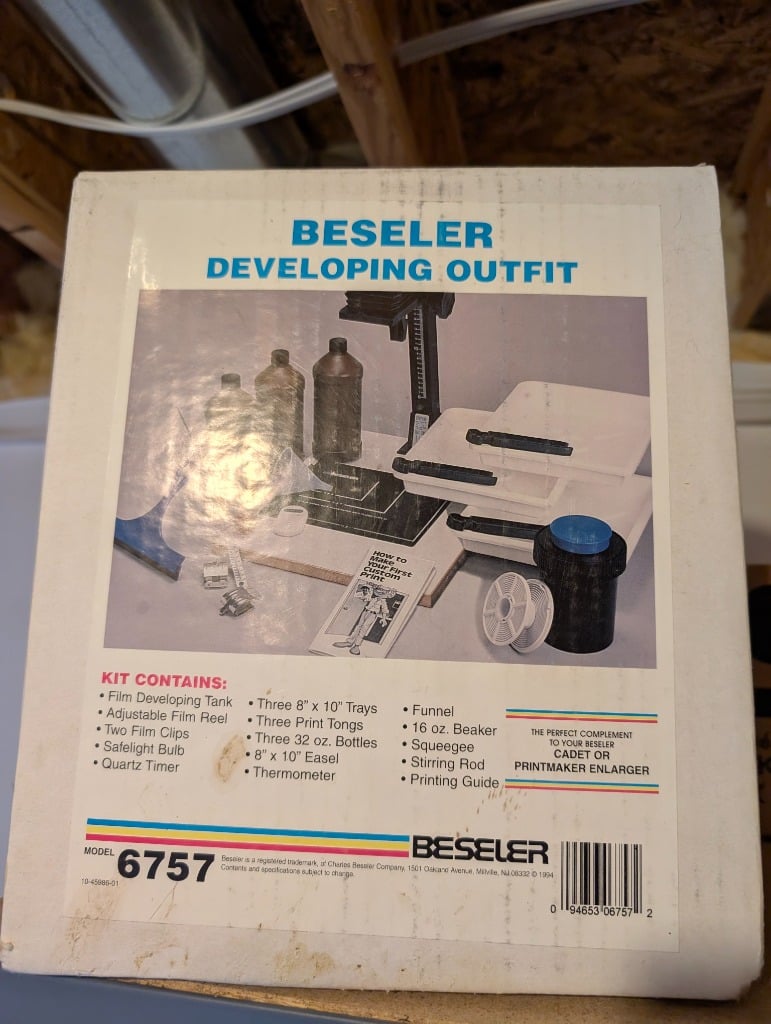 BESELER
DEVELOPING OUTFIT
How to
Make
Your First
Custom
Print
KIT CONTAINS:
• Film Developing Tank
• Adjustable Film Reel
• Two Film Clips
• Safelight Bulb
• Quartz Timer
• Three 8" x 10" Trays
• Three Print Tongs
• Three 32 oz. Bottles
• 8" x 10" Easel
• Thermometer
• Funnel
• 16 oz. Beaker
• Squeegee
• Stirring Rod
• Printing Guide
THE PERFECT COMPLEMENT
TO YOUR BESELER
CADET OR
PRINTMAKER ENLARGER
BESELER
MODEL 6757
Beseler is a registered trademark, of Charles Beseler Company, 1501 Oakland Avenue, Millville, NJ 08332 © 1994
Contents and specifications subject to change.
10-45986-01
0 94653 06757 2